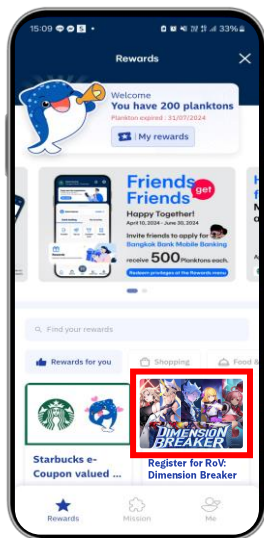 15:09
33%
Rewards
Welcome
You have 200 planktons
Plankton expired : 31/07/2024
My rewards
Friends get
Friends
Happy Together!
April 10, 2024 - June 30, 2024
Invite friends to apply for
Bangkok Bank Mobile Banking
receive 500 Planktons each.
Redeem privileges at the Rewards menu
Find your rewards
Rewards for you
Shopping
Food &
DIMENSION
BREAKER
Starbucks e-
Coupon valued ...
Register for RoV:
Dimension Breaker
Rewards
Mission
Me